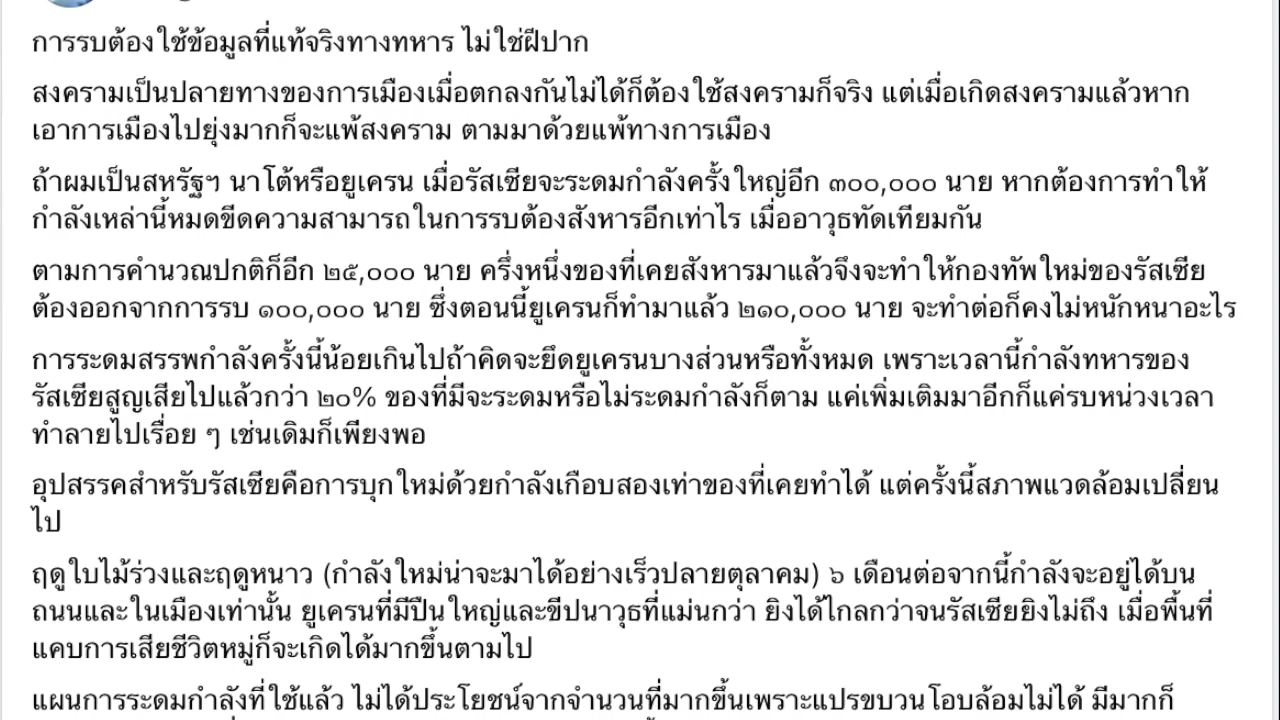 การรบต้องใช้ข้อมูลที่แท้จริงทางทหาร ไม่ใช่ฝีปาก
สงครามเป็นปลายทางของการเมืองเมื่อตกลงกันไม่ได้ก็ต้องใช้สงครามก็จริง แต่เมื่อเกิดสงครามแล้วหาก
เอาการเมืองไปยุ่งมากก็จะแพ้สงคราม ตามมาด้วยแพ้ทางการเมือง
ถ้าผมเป็นสหรัฐฯ นาโต้หรือยูเครน เมื่อรัสเซียจะระดมกำลังครั้งใหญ่อีก ๓๐๐,๐๐๐ นาย หากต้องการทำให้
กำลังเหล่านี้หมดขีดความสามารถในการรบต้องสังหารอีกเท่าไร เมื่ออาวุธทัดเทียมกัน
ตามการคำนวณปกติก็อีก ๒๕,๐๐๐ นาย ครึ่งหนึ่งของที่เคยสังหารมาแล้วจึงจะทำให้กองทัพใหม่ของรัสเซีย
ต้องออกจากการรบ ๑๐๐,๐๐๐ นาย ซึ่งตอนนี้ยูเครนก็ทำมาแล้ว ๒๑๐,๐๐๐ นาย จะทำต่อก็คงไม่หนักหนาอะไร
การระดมสรรพกำลังครั้งนี้น้อยเกินไปถ้าคิดจะยึดยูเครนบางส่วนหรือทั้งหมด เพราะเวลานี้กำลังทหารของ
รัสเซียสูญเสียไปแล้วกว่า ๒๐% ของที่มีจะระดมหรือไม่ระดมกำลังก็ตาม แค่เพิ่มเติมมาอีกก็แค่รบหน่วงเวลา
ทำลายไปเรื่อย ๆ เช่นเดิมก็เพียงพอ
อุปสรรคสำหรับรัสเซียคือการบุกใหม่ด้วยกำลังเกือบสองเท่าของที่เคยทำได้ แต่ครั้งนี้สภาพแวดล้อมเปลี่ยน
ไป
ฤดูใบไม้ร่วงและฤดูหนาว (กำลังใหม่น่าจะมาได้อย่างเร็วปลายตุลาคม) ๖ เดือนต่อจากนี้กำลังจะอยู่ได้บน
ถนนและในเมืองเท่านั้น ยูเครนที่มีปืนใหญ่และขีปนาวุธที่แม่นกว่า ยิงได้ไกลกว่าจนรัสเซียยิงไม่ถึง เมื่อพื้นที่
แคบการเสียชีวิตหมู่ก็จะเกิดได้มากขึ้นตามไป
แผนการระดมกำลังที่ใช้แล้ว ไม่ได้ประโยชน์จากจำนวนที่มากขึ้นเพราะแปรขบวนโอบล้อมไม่ได้ มีมากก็